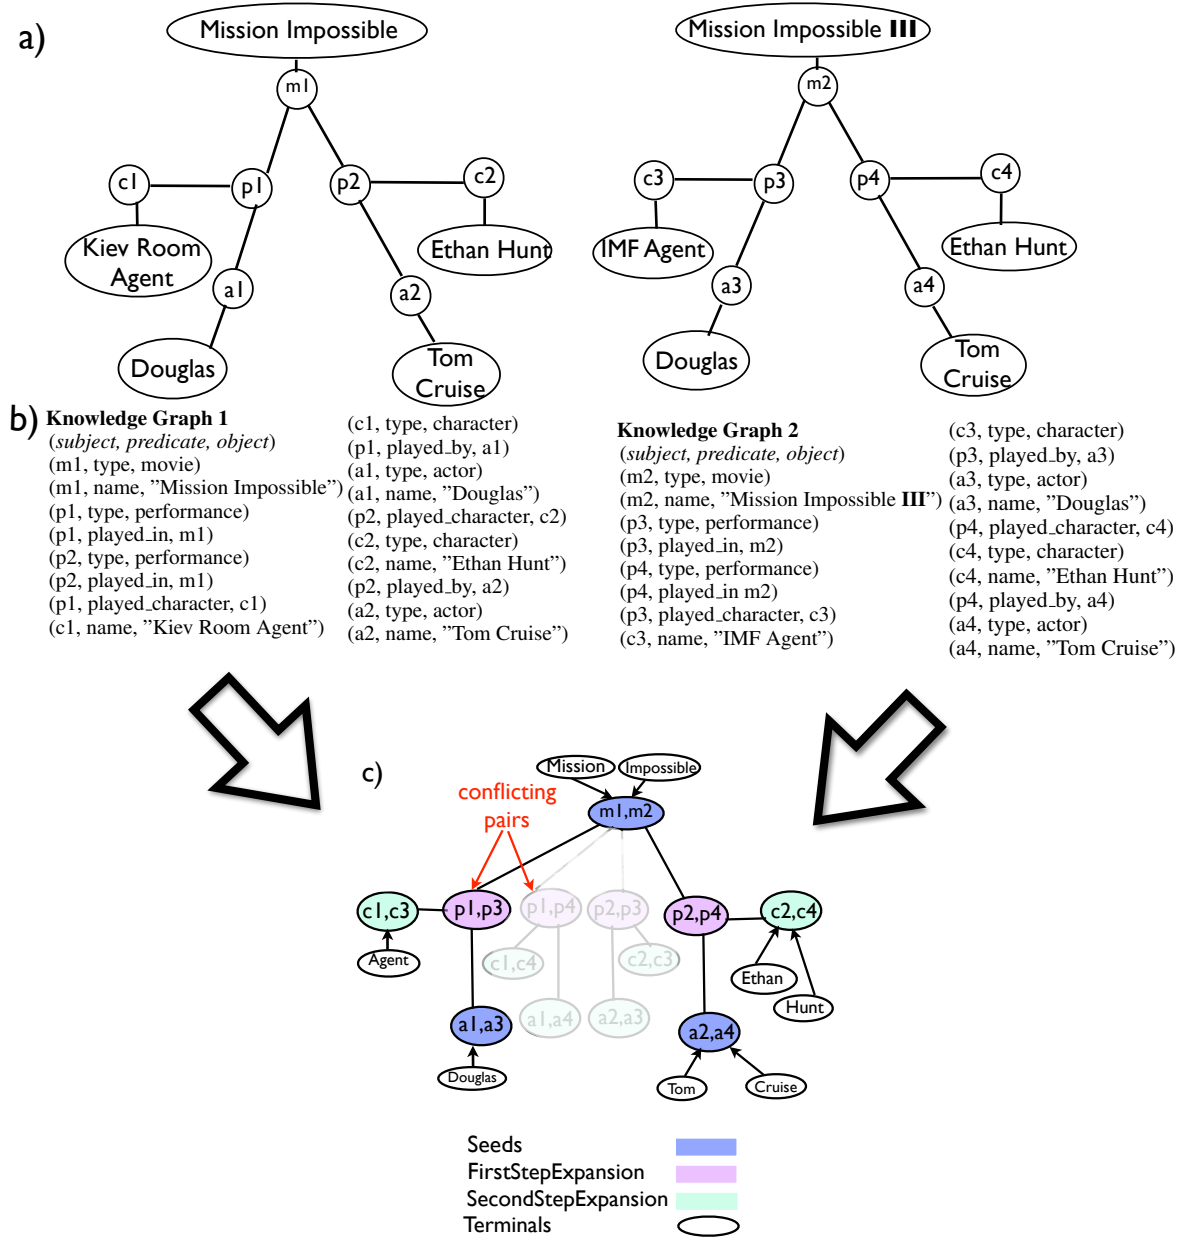 a)
Mission Impossible
m1
c1
p1
p2
c2
Kiev Room
Agent
Ethan Hunt
a1
a2
Douglas
Tom
Cruise
Mission Impossible III
m2
c3
p3
p4
c4
IMF Agent
Ethan Hunt
a3
a4
Douglas
Tom
Cruise
b)
Knowledge Graph 1
(subject, predicate, object)
(m1, type, movie)
(m1, name, ”Mission Impossible”)
(p1, type, performance)
(p1, played_in, m1)
(p2, type, performance)
(p2, played_in, m1)
(p1, played_character, c1)
(c1, name, ”Kiev Room Agent”)
(c1, type, character)
(p1, played_by, a1)
(a1, type, actor)
(a1, name, ”Douglas”)
(p2, played_character, c2)
(c2, type, character)
(c2, name, ”Ethan Hunt”)
(p2, played_by, a2)
(a2, type, actor)
(a2, name, ”Tom Cruise”)
Knowledge Graph 2
(subject, predicate, object)
(m2, type, movie)
(m2, name, ”Mission Impossible III”)
(p3, type, performance)
(p3, played_in, m2)
(p4, type, performance)
(p4, played_in m2)
(p3, played_character, c3)
(c3, name, ”IMF Agent”)
(c3, type, character)
(p3, played_by, a3)
(a3, type, actor)
(a3, name, ”Douglas”)
(p4, played_character, c4)
(c4, type, character)
(c4, name, ”Ethan Hunt”)
(p4, played_by, a4)
(a4, type, actor)
(a4, name, ”Tom Cruise”)
c)
Mission
Impossible
conflicting
pairs
m1,m2
c1,c3
p1,p3
p1,p4
p2,p3
p2,p4
c2,c4
Agent
c1,c4
c2,c3
Ethan
Hunt
a1,a3
a1,a4
a2,a3
a2,a4
Douglas
Tom
Cruise
Seeds
FirstStepExpansion
SecondStepExpansion
Terminals